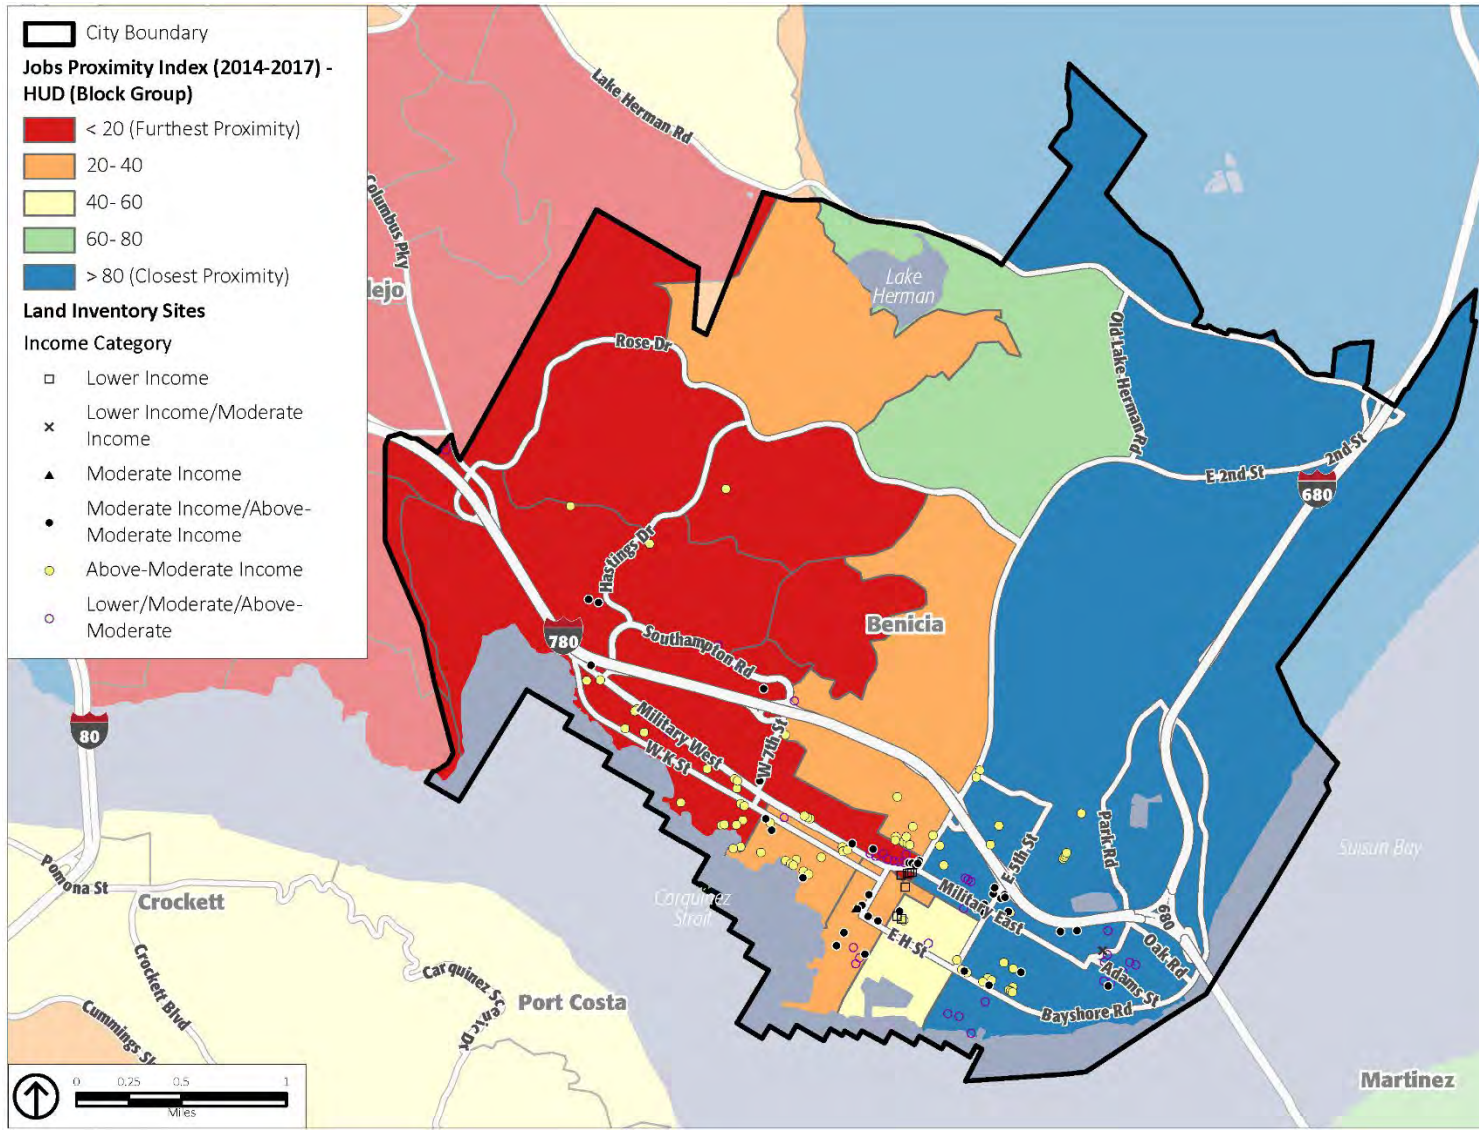 City Boundary
Jobs Proximity Index (2014-2017) -
HUD (Block Group)
< 20 (Furthest Proximity)
20- 40
40- 60
60- 80
> 80 (Closest Proximity)
Land Inventory Sites
Income Category
Lower Income
Lower Income/Moderate
Income
Moderate Income
Moderate Income/Above-
Moderate Income
Above-Moderate Income
Lower/Moderate/Above-
Moderate
Lake Herman Rd
Columbus Pky
lejo
Lake
Herman
Rose Dr
Old Lake Herman Rd
E 2nd St
2nd St
680
Hastings Dr
Benicia
780
Southampton Rd
Military West
W K St
W 7th St
80
Park Rd
E 5th St
Suisun Bay
Pomona St
Crockett
Carquinez
Strait
Military East
680
E H St
Oak Rd
Adams St
Bayshore Rd
Crockett Blvd
Carquinez Scenic Dr
Port Costa
Cummings Sk
Martinez
0 0.25 0.5 1
Miles